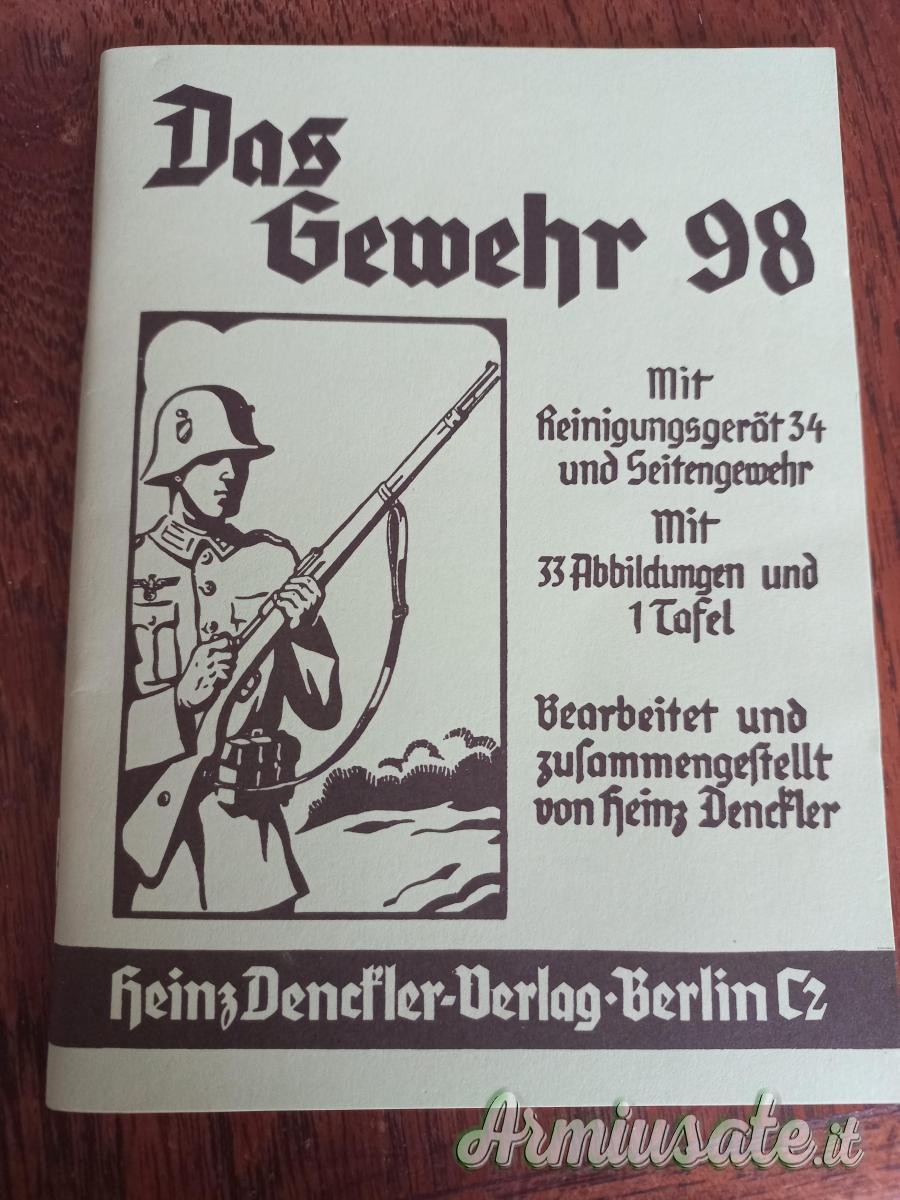 Das
Gewehr 98
Mit
Reinigungsgerät 34
und Seitengewehr
Mit
33 Abbildungen und
1 Tafel
Bearbeitet und
zuſammengeſtellt
von Heinz Denckler
Heinz Denckler-Verlag · Berlin C2
Armiusate.it